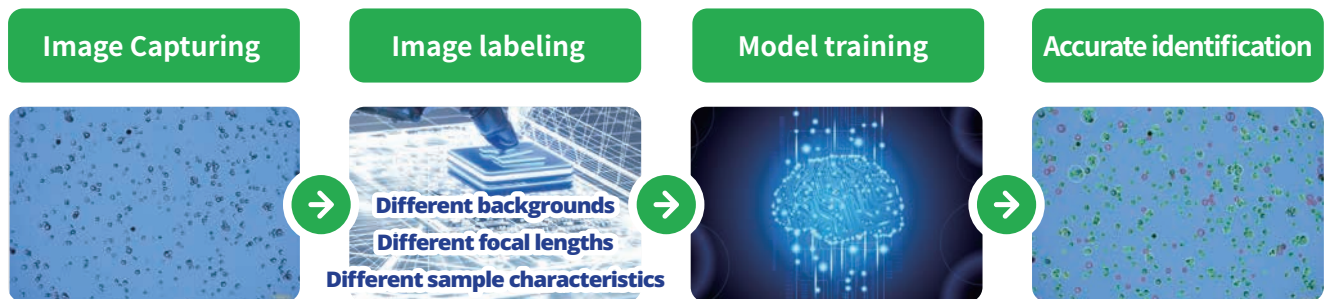 Image Capturing
Image labeling
Model training
Accurate identification
Different backgrounds
Different focal lengths
Different sample characteristics